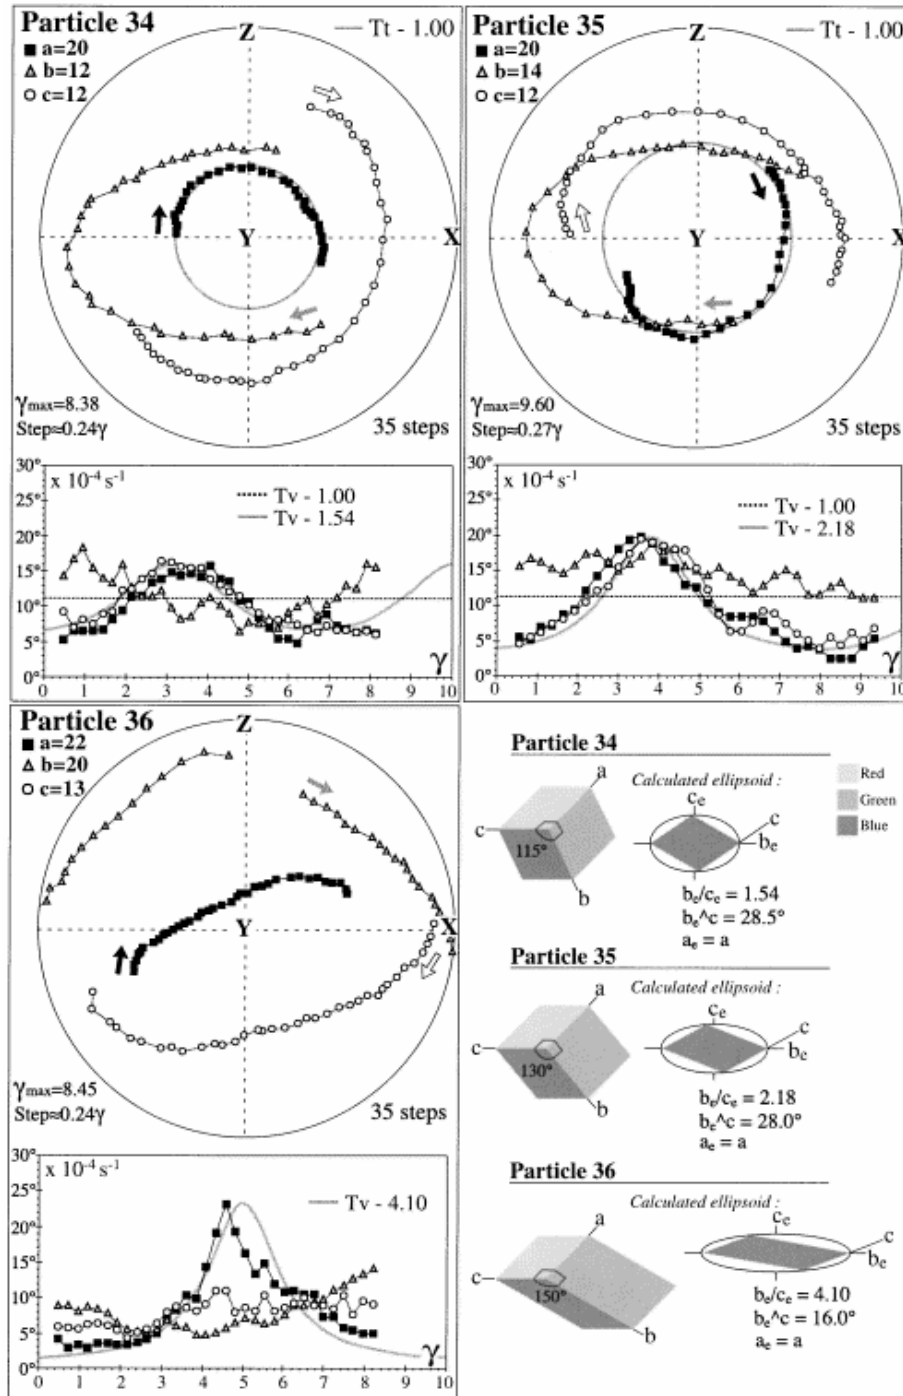 Particle 34
■ a=20
△ b=12
○ c=12
Z
Tt - 1.00
X
Y
γmax=8.38
Step≈0.24γ
35 steps
30°
25°
20°
15°
10°
5°
0°
x 10⁻⁴ s⁻¹
Tv - 1.00
Tv - 1.54
γ
0 1 2 3 4 5 6 7 8 9 10
Particle 35
■ a=20
△ b=14
○ c=12
Z
Tt - 1.00
X
Y
γmax=9.60
Step≈0.27γ
35 steps
30°
25°
20°
15°
10°
5°
0°
x 10⁻⁴ s⁻¹
Tv - 1.00
Tv - 2.18
γ
0 1 2 3 4 5 6 7 8 9 10
Particle 36
■ a=22
△ b=20
○ c=13
Z
X
Y
γmax=8.45
Step≈0.24γ
35 steps
30°
25°
20°
15°
10°
5°
0°
x 10⁻⁴ s⁻¹
Tv - 4.10
γ
0 1 2 3 4 5 6 7 8 9 10
Particle 34
Calculated ellipsoid :
a
c
115°
b
cₑ
c
bₑ
bₑ/cₑ = 1.54
bₑ^c = 28.5°
aₑ = a
Red
Green
Blue
Particle 35
Calculated ellipsoid :
a
c
130°
b
cₑ
c
bₑ
bₑ/cₑ = 2.18
bₑ^c = 28.0°
aₑ = a
Particle 36
Calculated ellipsoid :
a
c
150°
b
cₑ
c
bₑ
bₑ/cₑ = 4.10
bₑ^c = 16.0°
aₑ = a